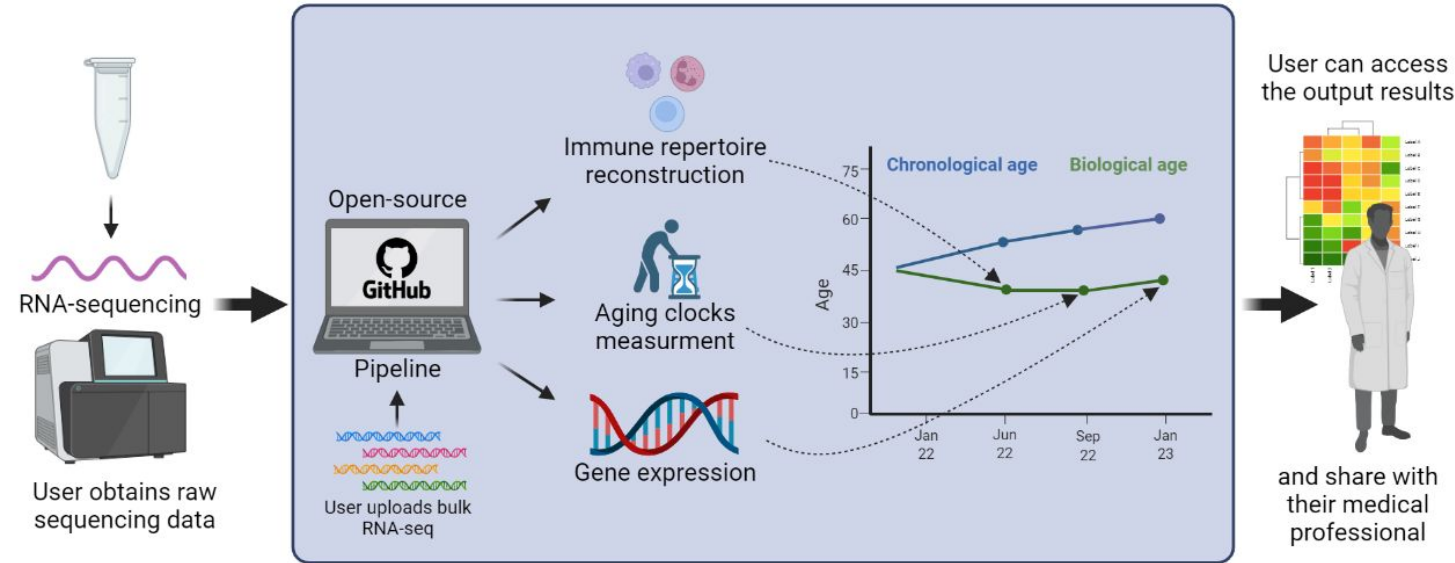 RNA-sequencing
User obtains raw
sequencing data
Open-source
GitHub
Pipeline
User uploads bulk
RNA-seq
Immune repertoire
reconstruction
Aging clocks
measurment
Gene expression
Chronological age
Biological age
Age
75
60
45
30
15
0
Jan
22
Jun
22
Sep
22
Jan
23
User can access
the output results
and share with
their medical
professional